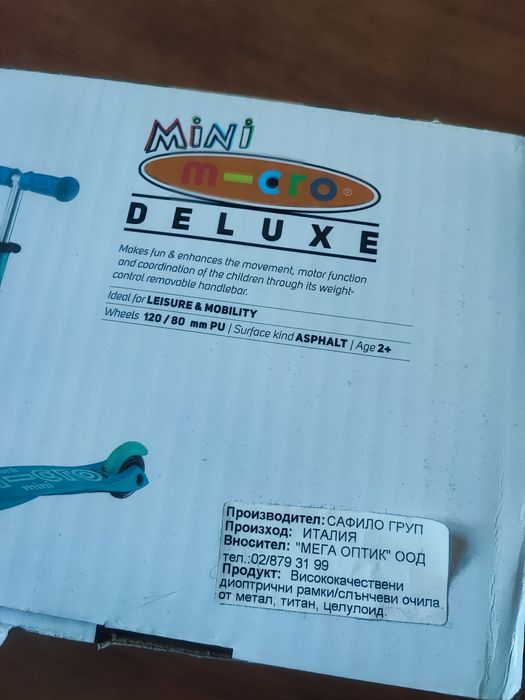 MiNi
m-cro®
DELUXE
Makes fun & enhances the movement, motor function
and coordination of the children through its weight-
control removable handlebar.
Ideal for LEISURE & MOBILITY
Wheels 120 / 80 mm PU | Surface kind ASPHALT | Age 2+
cro
mini
Производител: САФИЛО ГРУП
Произход: ИТАЛИЯ
Вносител: "МЕГА ОПТИК" ООД
тел.:02/879 31 99
Продукт: Висококачествени
диоптрични рамки/слънчеви очила
от метал, титан, целулоид.